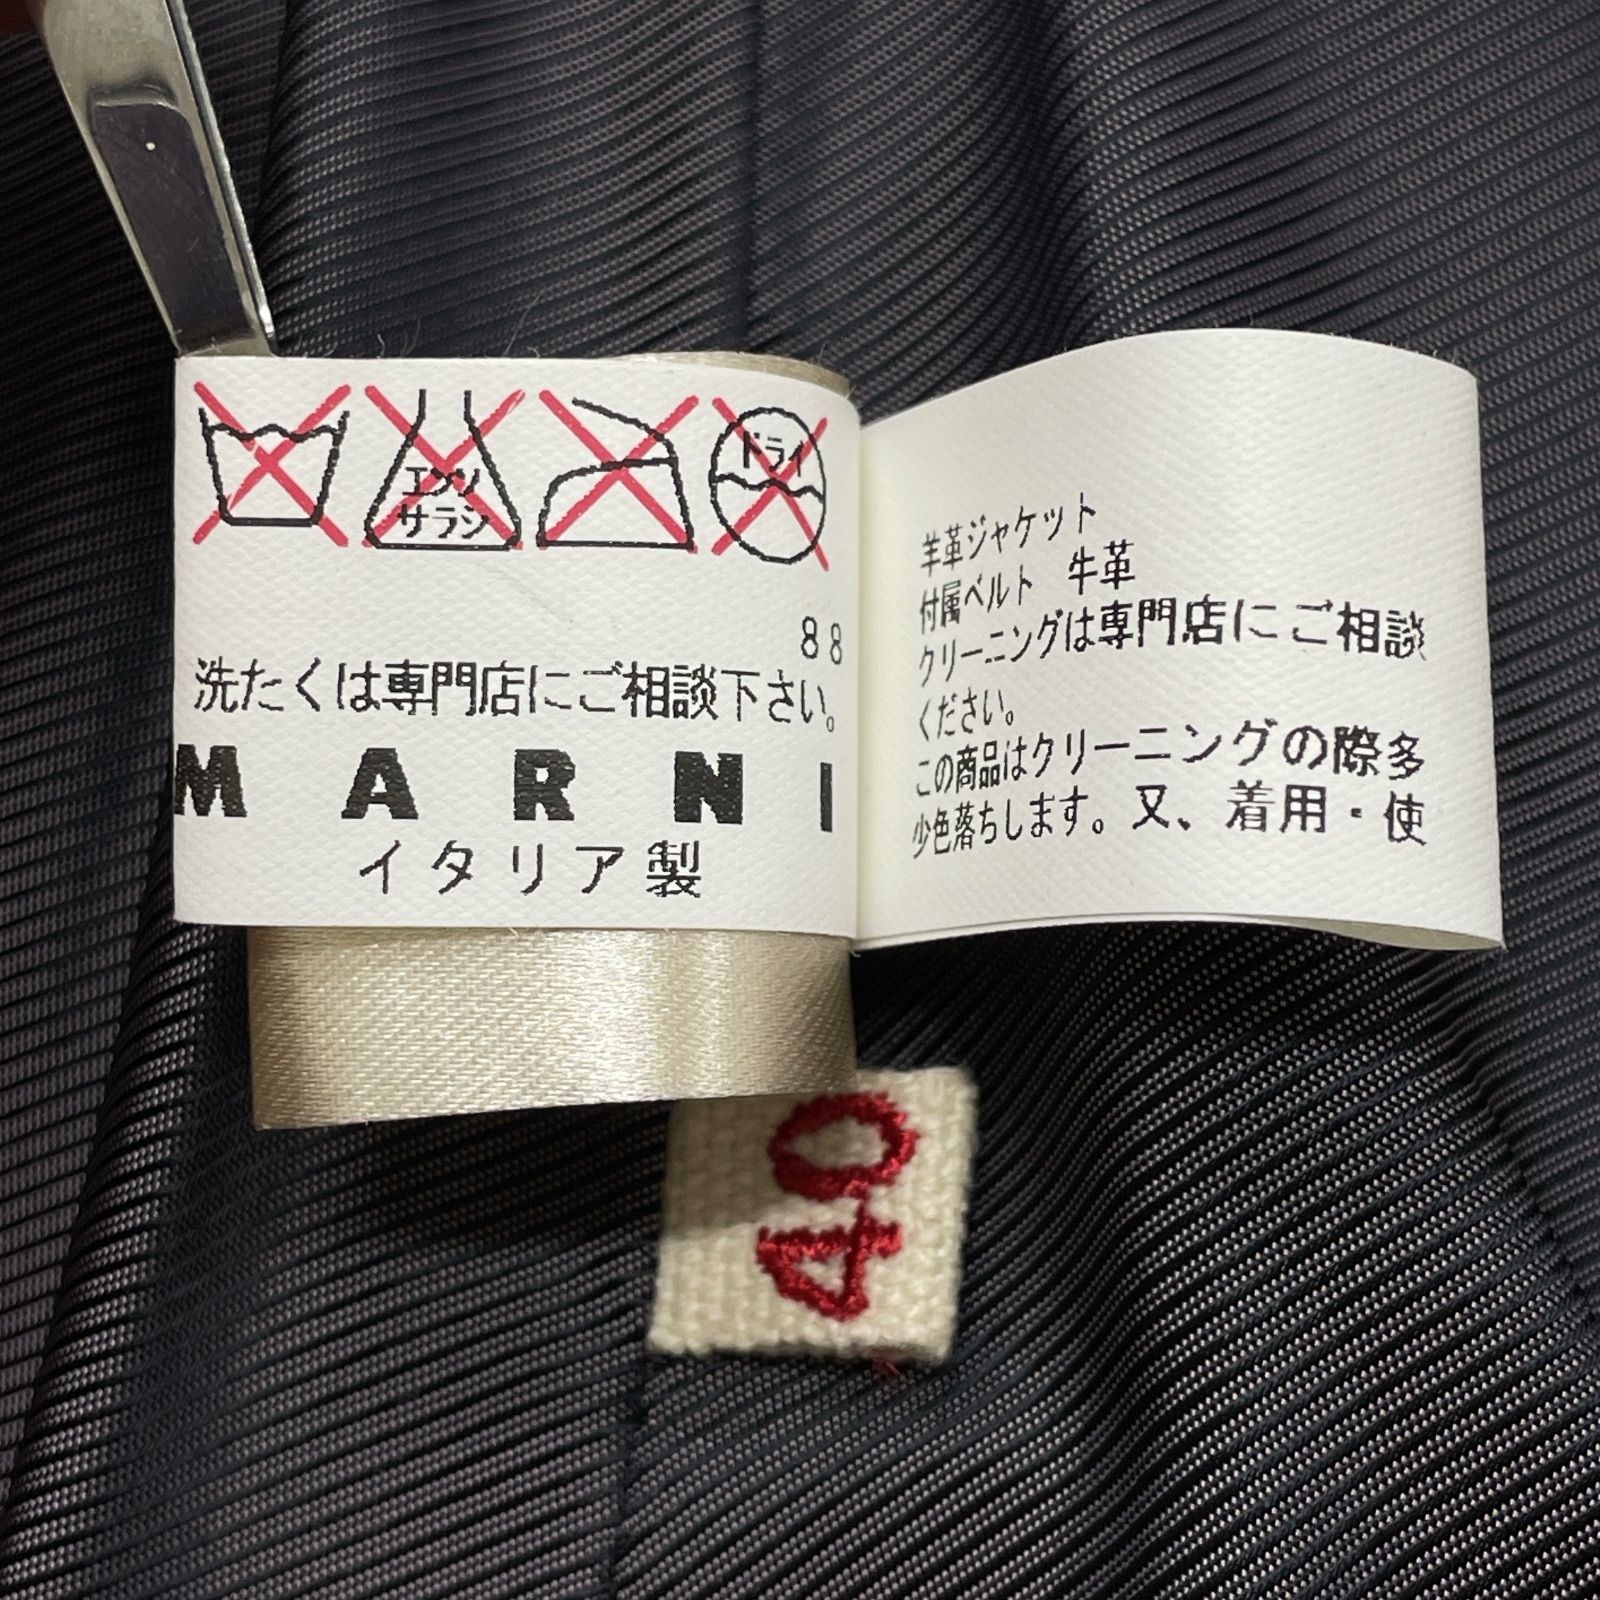 エンソ
サラシ
ドライ
88
洗たくは専門店にご相談下さい。
MARNI
イタリア製
羊革ジャケット
付属ベルト 牛革
クリーニングは専門店にご相談
ください。
この商品はクリーニングの際多
少色落ちします。又、着用・使
40